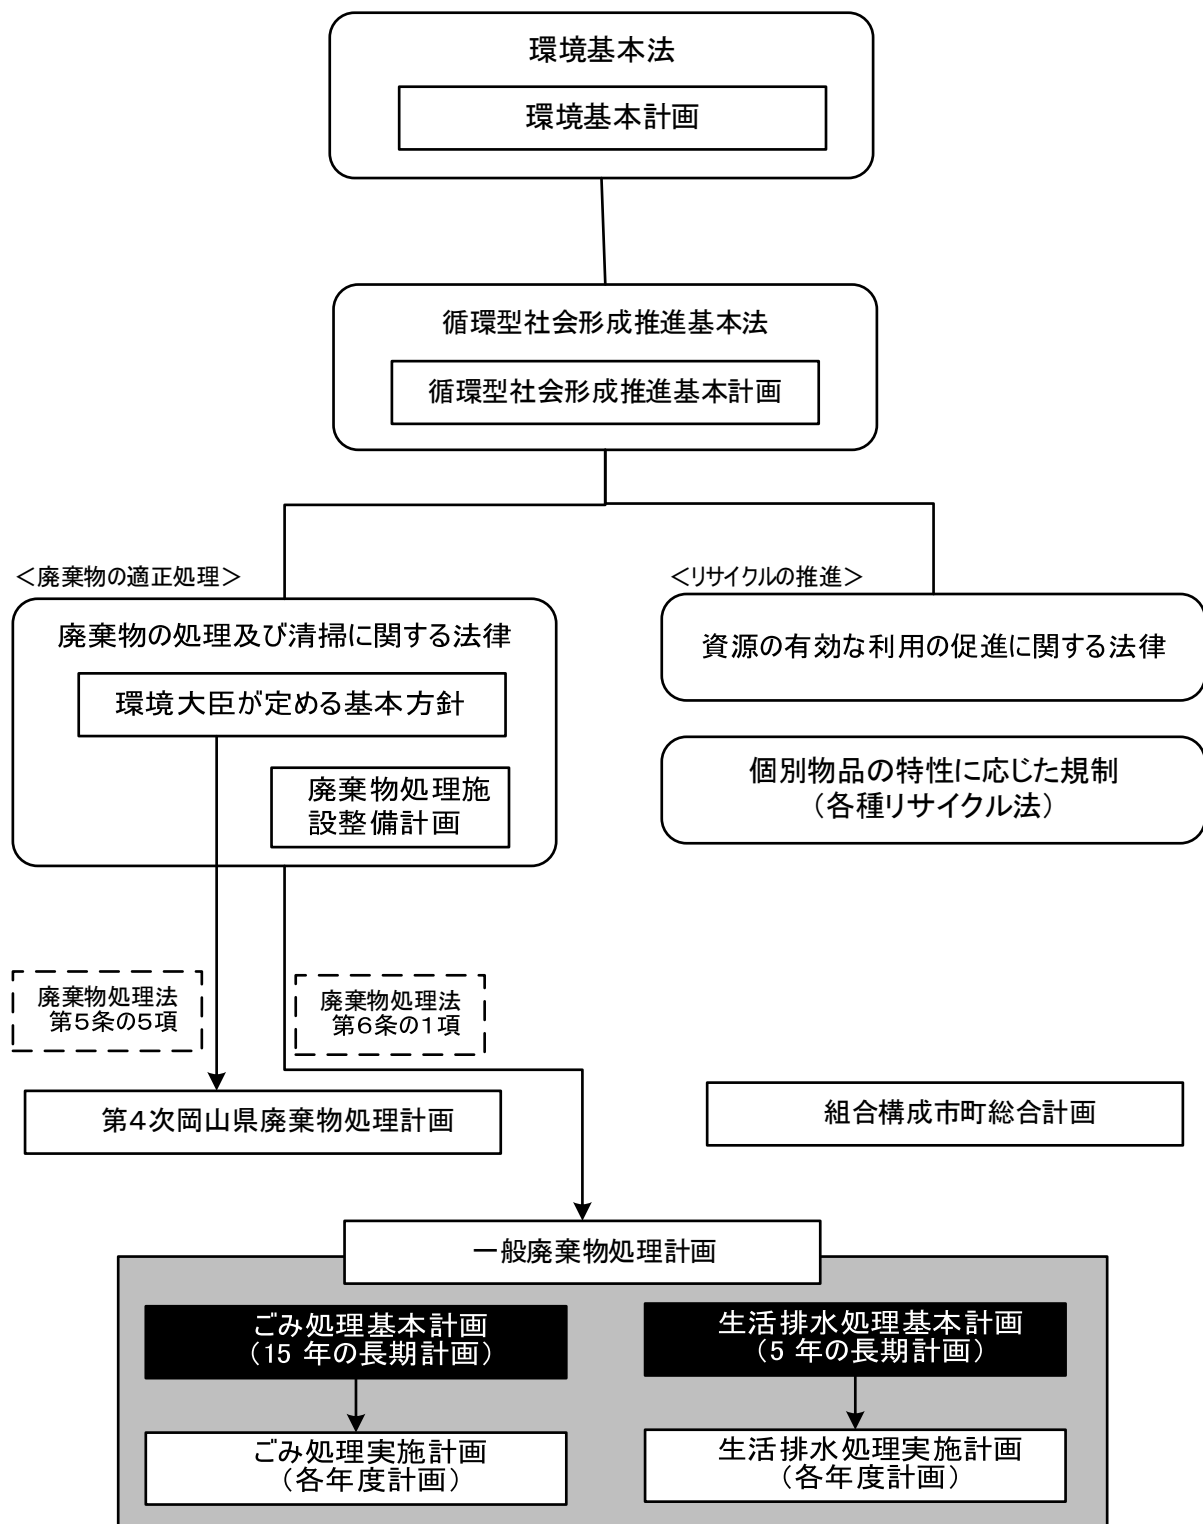 環境基本法
環境基本計画
循環型社会形成推進基本法
循環型社会形成推進基本計画
＜廃棄物の適正処理＞
廃棄物の処理及び清掃に関する法律
環境大臣が定める基本方針
廃棄物処理施
設整備計画
＜リサイクルの推進＞
資源の有効な利用の促進に関する法律
個別物品の特性に応じた規制
（各種リサイクル法）
廃棄物処理法
第5条の5項
廃棄物処理法
第6条の1項
第4次岡山県廃棄物処理計画
組合構成市町総合計画
一般廃棄物処理計画
ごみ処理基本計画
（15 年の長期計画）
生活排水処理基本計画
（5 年の長期計画）
ごみ処理実施計画
（各年度計画）
生活排水処理実施計画
（各年度計画）